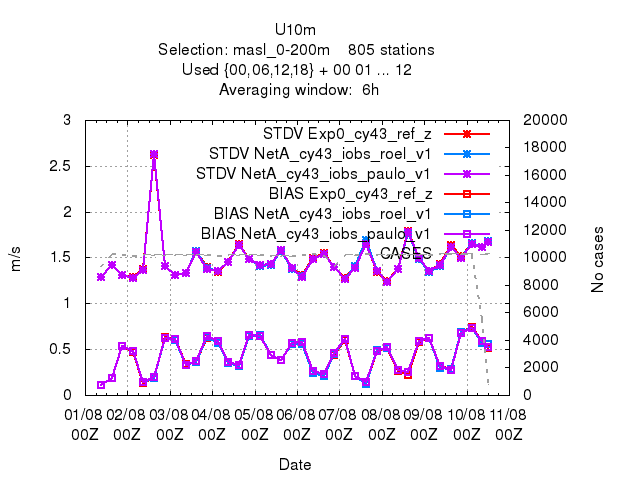 U10m
Selection: masl_0-200m    805 stations
Used {00,06,12,18} + 00 01 ... 12
Averaging window:  6h
3
2.5
2
1.5
1
0.5
0
m/s
STDV Exp0_cy43_ref_z
STDV NetA_cy43_iobs_roel_v1
STDV NetA_cy43_iobs_paulo_v1
BIAS Exp0_cy43_ref_z
BIAS NetA_cy43_iobs_roel_v1
BIAS NetA_cy43_iobs_paulo_v1
CASES
20000
18000
16000
14000
12000
10000
8000
6000
4000
2000
0
No cases
01/08 02/08 03/08 04/08 05/08 06/08 07/08 08/08 09/08 10/08 11/08
00Z 00Z 00Z 00Z 00Z 00Z 00Z 00Z 00Z 00Z 00Z
Date